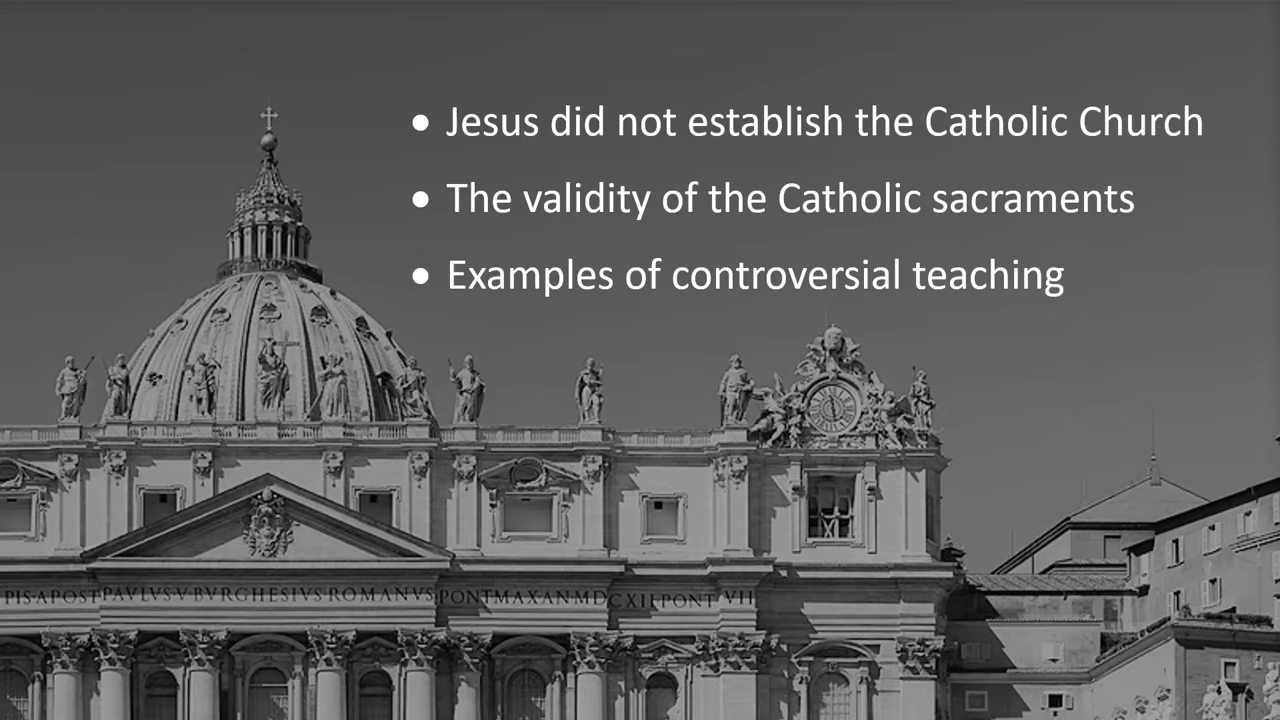 • Jesus did not establish the Catholic Church
• The validity of the Catholic sacraments
• Examples of controversial teaching
PIS·APOST PAVLVS·V·BVRGHESIVS·ROMANVS PONT·MAX·AN·MDCXII·PONT·VII